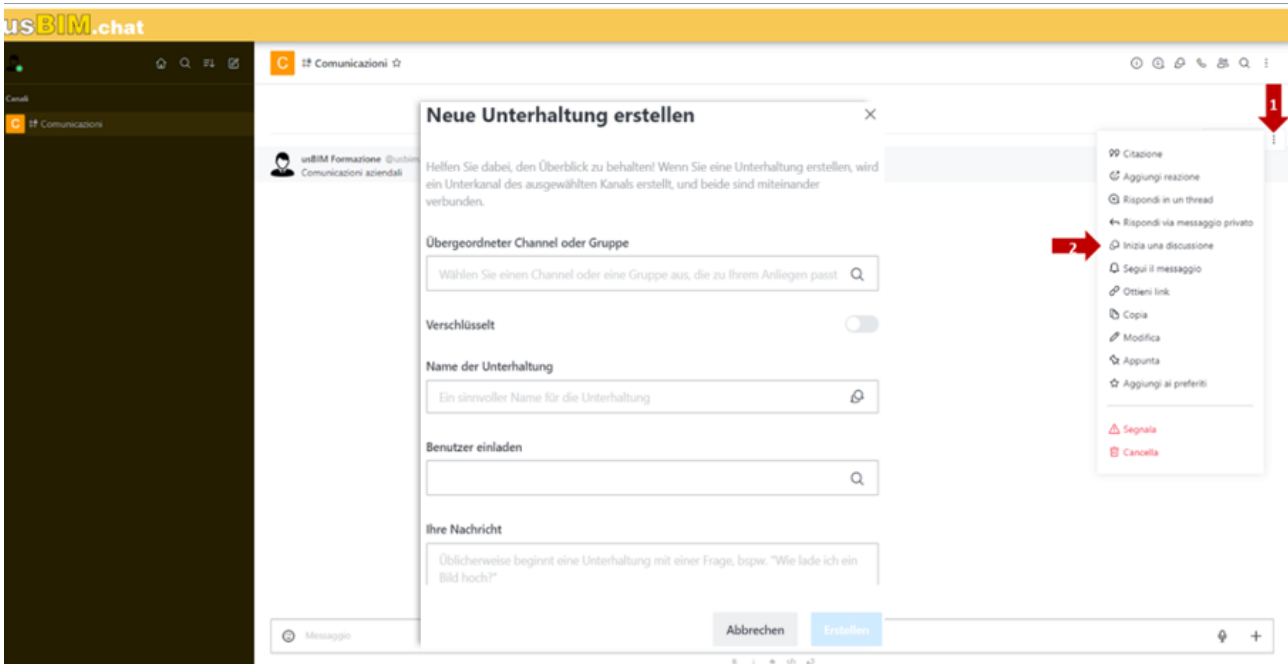 usBIM.chat
Canali
C Comunicazioni
C Comunicazioni
usBIM Formazione @usbim
Comunicazioni aziendali
Neue Unterhaltung erstellen
Helfen Sie dabei, den Überblick zu behalten! Wenn Sie eine Unterhaltung erstellen, wird
ein Unterkanal des ausgewählten Kanals erstellt, und beide sind miteinander
verbunden.
Übergeordneter Channel oder Gruppe
Wählen Sie einen Channel oder eine Gruppe aus, die zu Ihrem Anliegen passt
Verschlüsselt
Name der Unterhaltung
Ein sinnvoller Name für die Unterhaltung
Benutzer einladen
Ihre Nachricht
Üblicherweise beginnt eine Unterhaltung mit einer Frage, bspw. "Wie lade ich ein
Bild hoch?"
Abbrechen
Erstellen
Messaggio
1
Citazione
Aggiungi reazione
Rispondi in un thread
Rispondi via messaggio privato
2
Inizia una discussione
Segui il messaggio
Ottieni link
Copia
Modifica
Appunta
Aggiungi ai preferiti
Segnala
Cancella